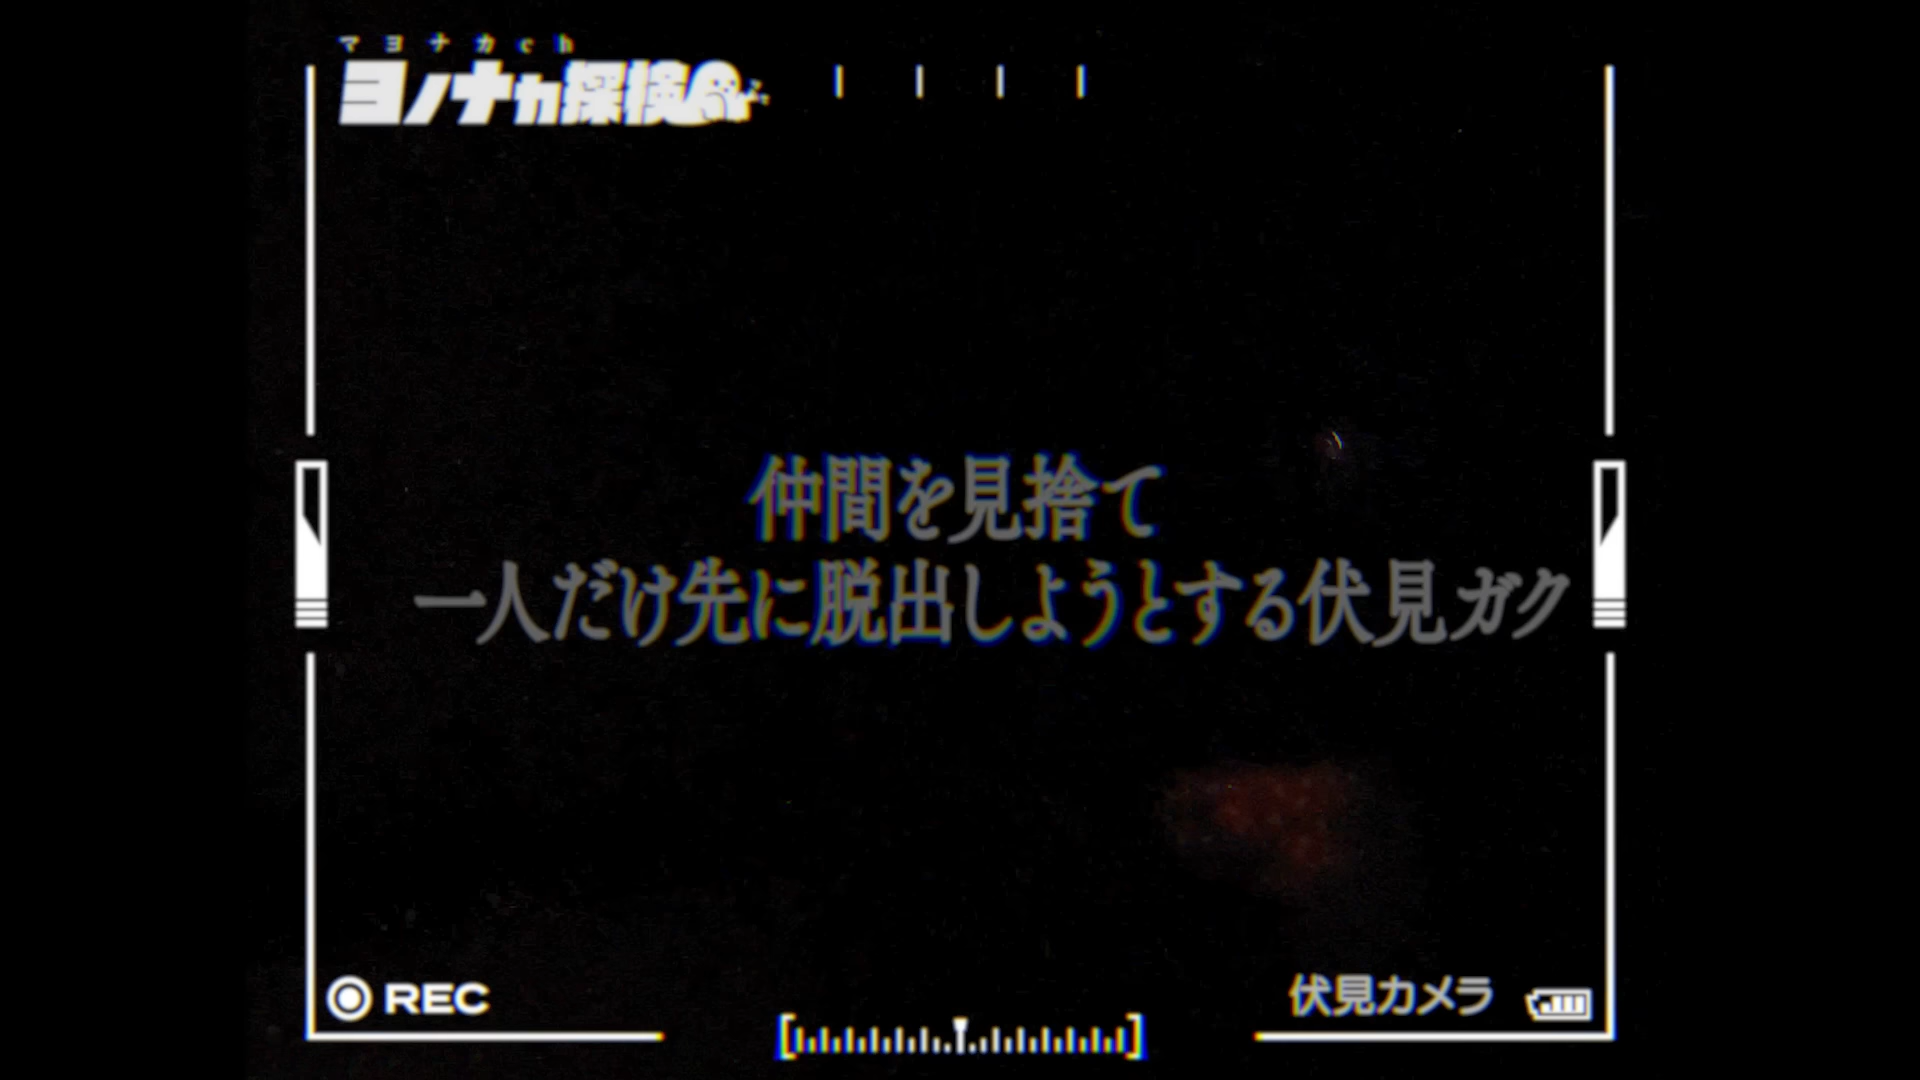 マヨナカch
ヨノナカ探検
仲間を見捨て
一人だけ先に脱出しようとする伏見ガク
REC
伏見カメラ